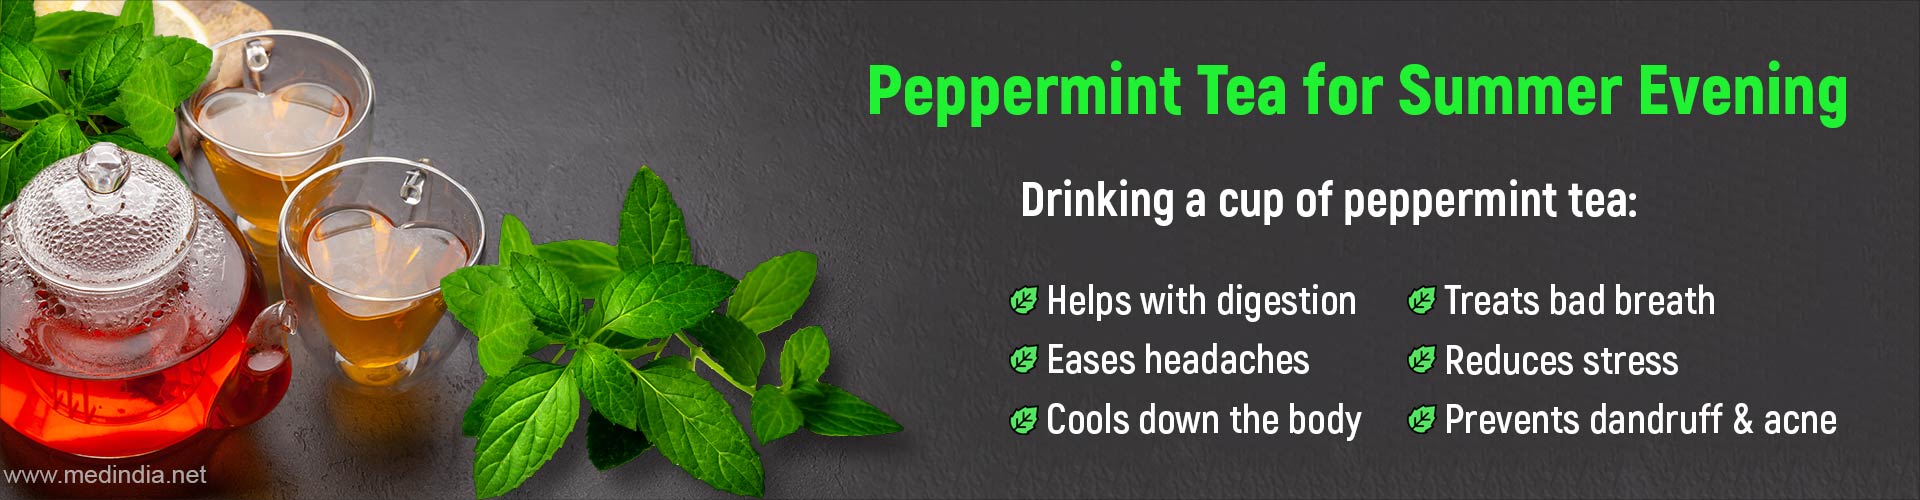 Peppermint Tea for Summer Evening
Drinking a cup of peppermint tea:
Helps with digestion
Eases headaches
Cools down the body
Treats bad breath
Reduces stress
Prevents dandruff & acne
www.medindia.net